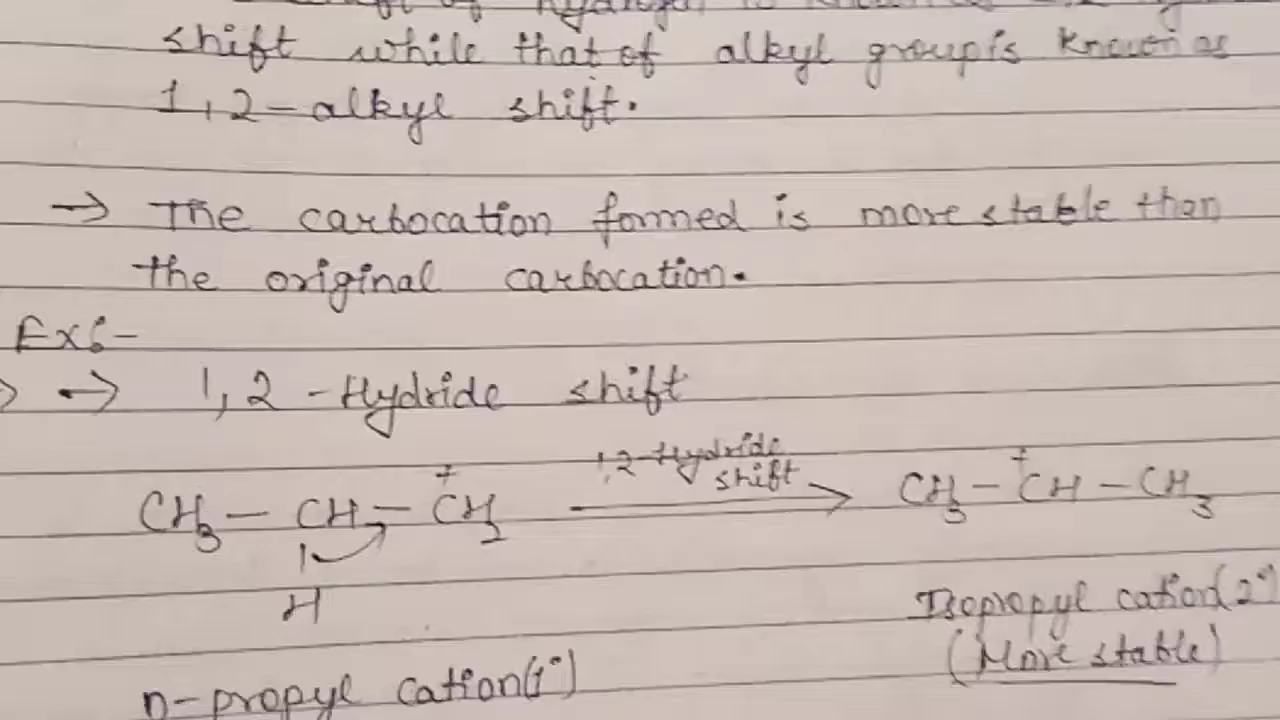 shift while that of alkyl group is known as
1,2-alkyl shift.
→ The carbocation formed is more stable than
the original carbocation.
Ex:-
→ 1,2-Hydride shift
CH₃ – CH – C⁺H₂ 1,2-Hydride shift → CH₃ – C⁺H – CH₃
H
Isopropyl cation(2°)
(More stable)
n-propyl cation(1°)